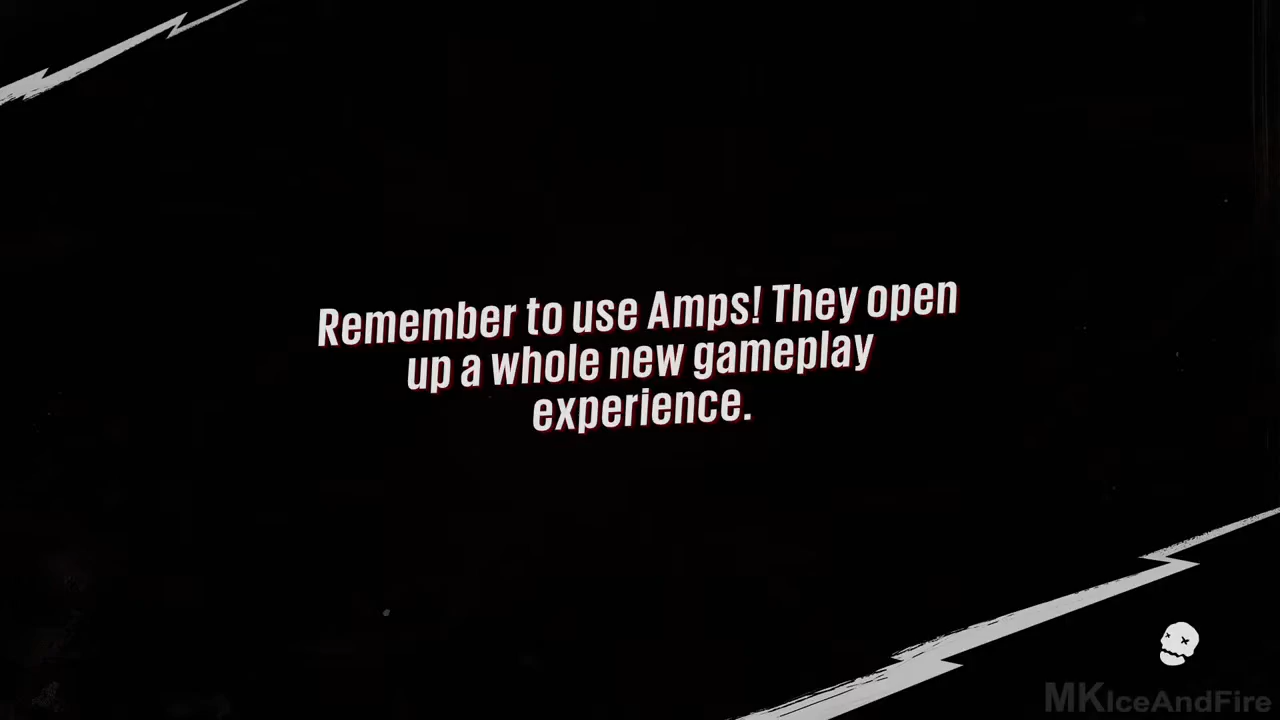 Remember to use Amps! They open
up a whole new gameplay
experience.
MKIceAndFire